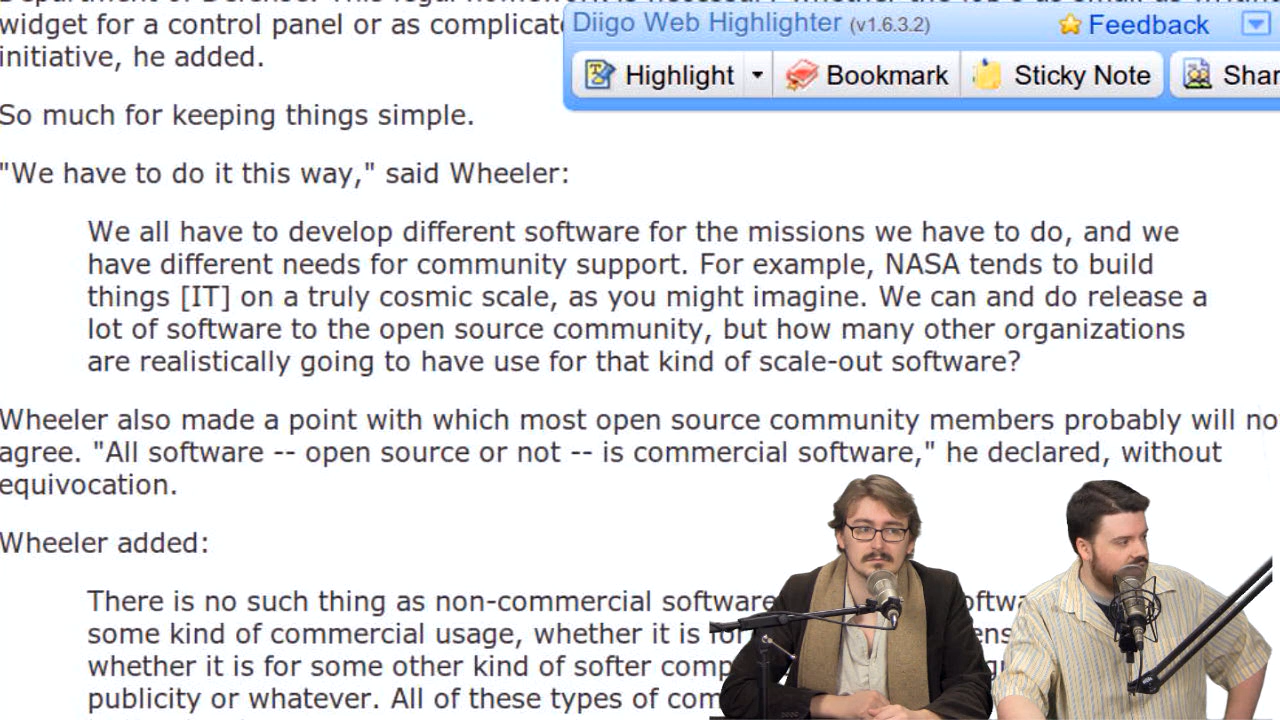 widget for a control panel or as
initiative, he added.
Diigo Web Highlighter (v1.6.3.2)
Feedback
Highlight
Bookmark
Sticky Note
So much for keeping things simple.
"We have to do it this way," said Wheeler:
We all have to develop different software for the missions we have to do, and we
have different needs for community support. For example, NASA tends to build
things [IT] on a truly cosmic scale, as you might imagine. We can and do release a
lot of software to the open source community, but how many other organizations
are realistically going to have use for that kind of scale-out software?
Wheeler also made a point with which most open source community members probably will
agree. "All software -- open source or not -- is commercial software," he declared, without
equivocation.
Wheeler added:
There is no such thing as non-commercial software
some kind of commercial usage, whether it is for
whether it is for some other kind of softer
publicity or whatever. All of these types of